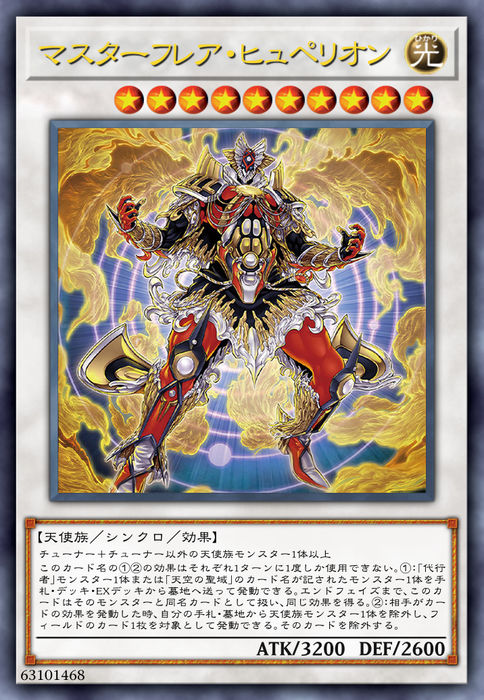 マスターフレア・ヒュペリオン
ひかり
光
【天使族／シンクロ／効果】
チューナー＋チューナー以外の天使族モンスター1体以上
このカード名の①②の効果はそれぞれ1ターンに1度しか使用できない。①：「代行
者」モンスター1体または「天空の聖域」のカード名が記されたモンスター1体を手
札・デッキ・EXデッキから墓地へ送って発動できる。エンドフェイズまで、このカ
ードはそのモンスターと同名カードとして扱い、同じ効果を得る。②：相手がカー
ドの効果を発動した時、自分の手札・墓地から天使族モンスター1体を除外し、フ
ィールドのカード1枚を対象として発動できる。そのカードを除外する。
ATK/3200 DEF/2600
63101468